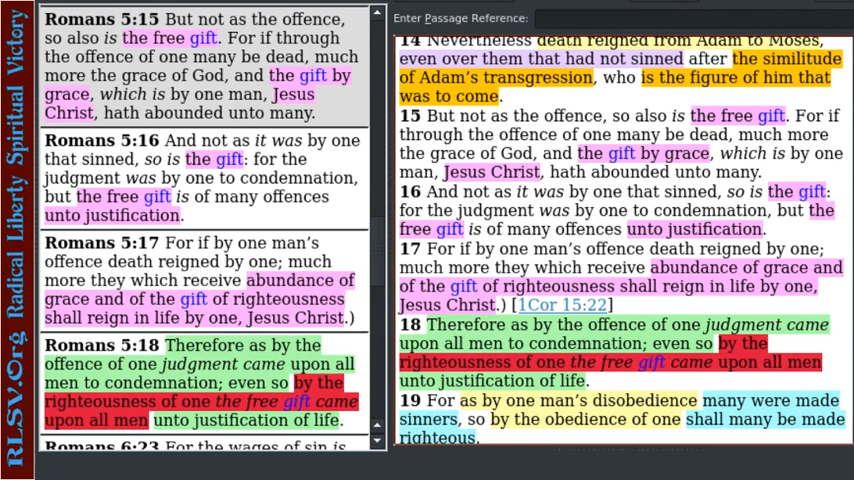 RLSV.Org Radical Liberty Spiritual Victory
Romans 5:15 But not as the offence,
so also is the free gift. For if through
the offence of one many be dead, much
more the grace of God, and the gift by
grace, which is by one man, Jesus
Christ, hath abounded unto many.
Romans 5:16 And not as it was by one
that sinned, so is the gift: for the
judgment was by one to condemnation,
but the free gift is of many offences
unto justification.
Romans 5:17 For if by one man’s
offence death reigned by one; much
more they which receive abundance of
grace and of the gift of righteousness
shall reign in life by one, Jesus Christ.)
Romans 5:18 Therefore as by the
offence of one judgment came upon all
men to condemnation; even so by the
righteousness of one the free gift came
upon all men unto justification of life.
Romans 6:23 For the wages of sin is
Enter Passage Reference:
14 Nevertheless death reigned from Adam to Moses,
even over them that had not sinned after the similitude
of Adam’s transgression, who is the figure of him that
was to come.
15 But not as the offence, so also is the free gift. For if
through the offence of one many be dead, much more
the grace of God, and the gift by grace, which is by one
man, Jesus Christ, hath abounded unto many.
16 And not as it was by one that sinned, so is the gift:
for the judgment was by one to condemnation, but the
free gift is of many offences unto justification.
17 For if by one man’s offence death reigned by one;
much more they which receive abundance of grace and
of the gift of righteousness shall reign in life by one,
Jesus Christ.) [1Cor 15:22]
18 Therefore as by the offence of one judgment came
upon all men to condemnation; even so by the
righteousness of one the free gift came upon all men
unto justification of life.
19 For as by one man’s disobedience many were made
sinners, so by the obedience of one shall many be made
righteous.